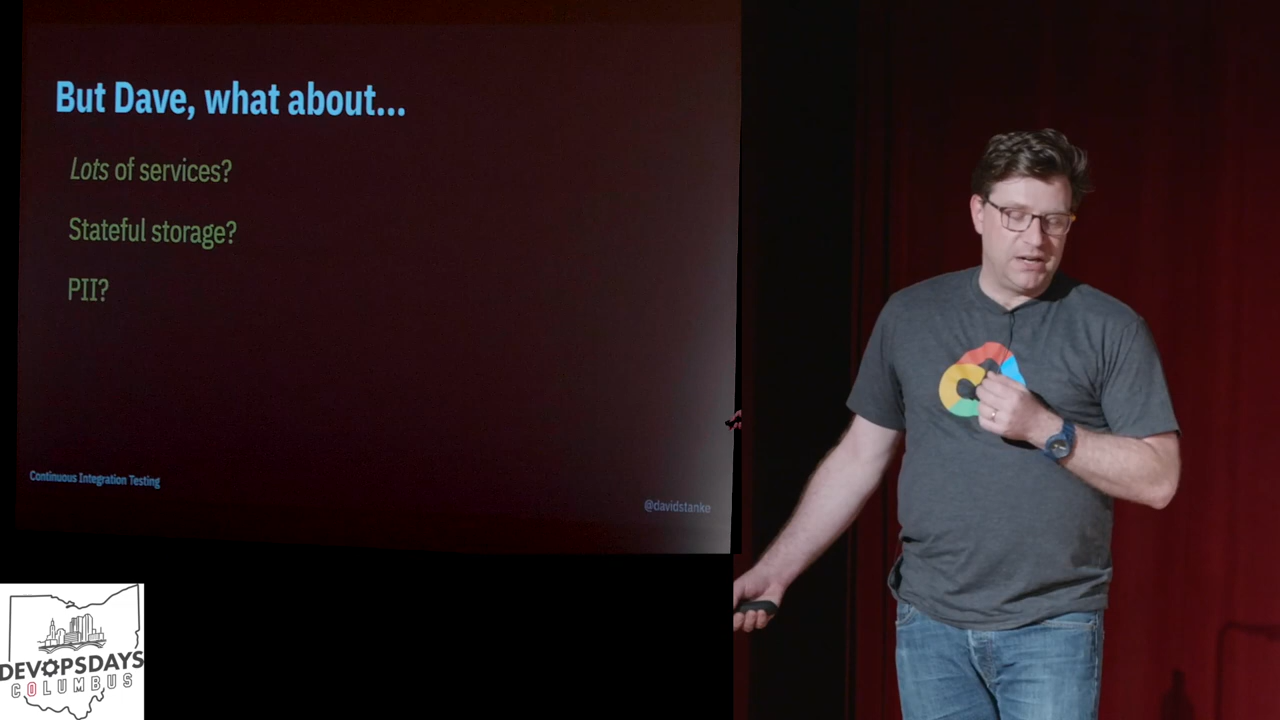 But Dave, what about...
Lots of services?
Stateful storage?
PII?
Continuous Integration Testing
@davidstanke
DEVOPSDAYS
COLUMBUS